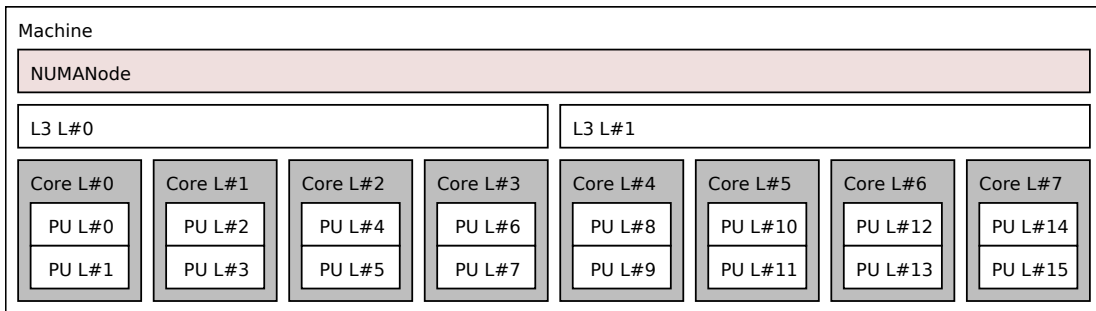 Machine
NUMANode
L3 L#0 L3 L#1
Core L#0 Core L#1 Core L#2 Core L#3 Core L#4 Core L#5 Core L#6 Core L#7
PU L#0 PU L#2 PU L#4 PU L#6 PU L#8 PU L#10 PU L#12 PU L#14
PU L#1 PU L#3 PU L#5 PU L#7 PU L#9 PU L#11 PU L#13 PU L#15